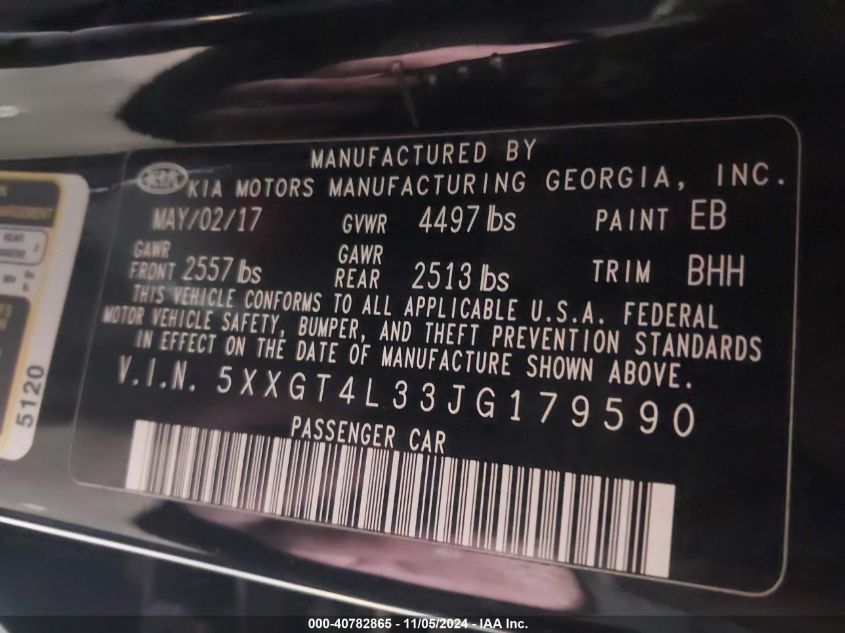 MANUFACTURED BY
KIA KIA MOTORS MANUFACTURING GEORGIA, INC.
MAY/02/17 GVWR 4497 lbs PAINT EB
GAWR FRONT 2557 lbs GAWR REAR 2513 lbs TRIM BHH
THIS VEHICLE CONFORMS TO ALL APPLICABLE U.S.A. FEDERAL
MOTOR VEHICLE SAFETY, BUMPER, AND THEFT PREVENTION STANDARDS
IN EFFECT ON THE DATE OF MANUFACTURE SHOWN ABOVE.
V.I.N. 5XXGT4L33JG179590
PASSENGER CAR
REAR
5120
000-40782865 - 11/05/2024 - IAA Inc.